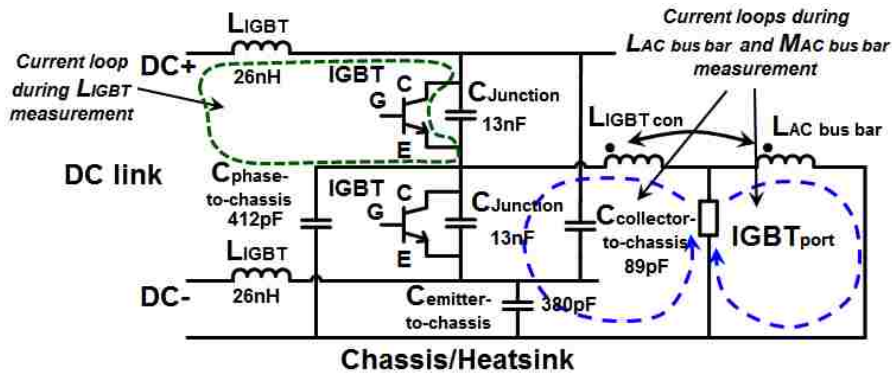 LIGBT
Current loops during
LAC bus bar and MAC bus bar
measurement
Current loop
during LIGBT
measurement
DC+
26nH
IGBT
C
G
E
CJunction
13nF
LIGBT con
LAC bus bar
DC link
Cphase-
to-chassis
412pF
IGBT
C
G
E
CJunction
13nF
Ccollector-
to-chassis
89pF
IGBTport
LIGBT
DC-
26nH
Cemitter-
to-chassis
380pF
Chassis/Heatsink